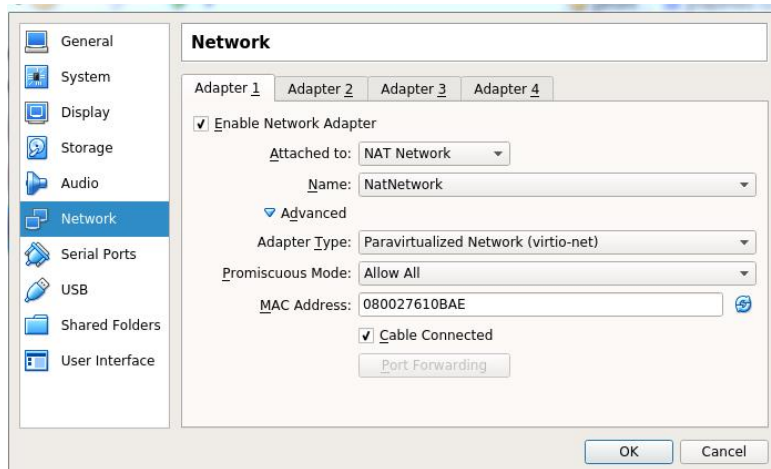 General
System
Display
Storage
Audio
Network
Serial Ports
USB
Shared Folders
User Interface
Network
Adapter 1 Adapter 2 Adapter 3 Adapter 4
Enable Network Adapter
Attached to: NAT Network
Name: NatNetwork
Advanced
Adapter Type: Paravirtualized Network (virtio-net)
Promiscuous Mode: Allow All
MAC Address: 080027610BAE
Cable Connected
Port Forwarding
OK Cancel